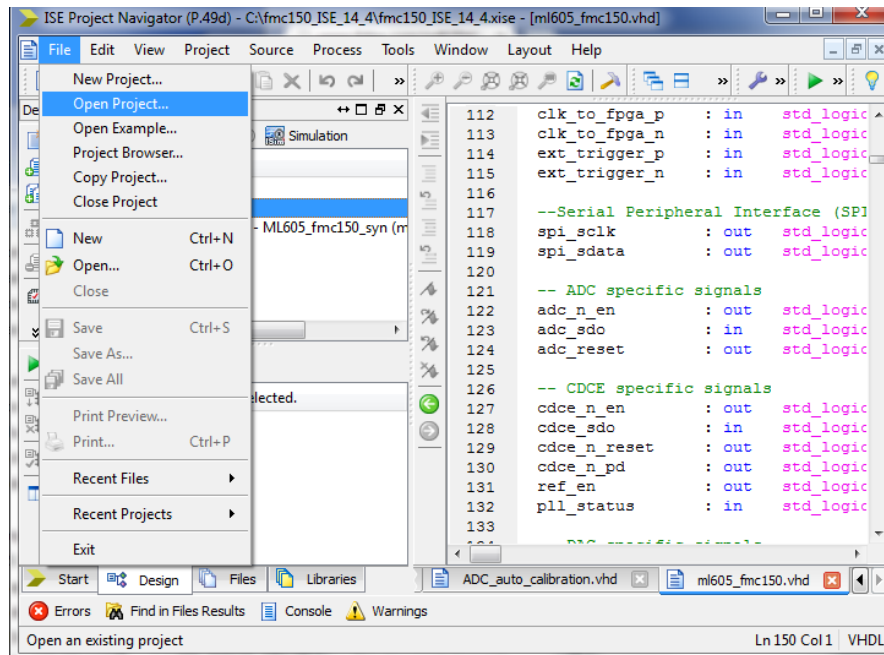 ISE Project Navigator (P.49d) - C:\fmc150_ISE_14_4\fmc150_ISE_14_4.xise - [ml605_fmc150.vhd]
File Edit View Project Source Process Tools Window Layout Help
New Project...
Open Project...
Open Example...
Project Browser...
Copy Project...
Close Project
New Ctrl+N
Open... Ctrl+O
Close
Save Ctrl+S
Save As...
Save All
Print Preview...
Print... Ctrl+P
Recent Files
Recent Projects
Exit
De
Simulation
- ML605_fmc150_syn (m
elected.
112 clk_to_fpga_p : in std_logic
113 clk_to_fpga_n : in std_logic
114 ext_trigger_p : in std_logic
115 ext_trigger_n : in std_logic
116
117 --Serial Peripheral Interface (SPI
118 spi_sclk : out std_logic
119 spi_sdata : out std_logic
120
121 -- ADC specific signals
122 adc_n_en : out std_logic
123 adc_sdo : in std_logic
124 adc_reset : out std_logic
125
126 -- CDCE specific signals
127 cdce_n_en : out std_logic
128 cdce_sdo : in std_logic
129 cdce_n_reset : out std_logic
130 cdce_n_pd : out std_logic
131 ref_en : out std_logic
132 pll_status : in std_logic
133
Start Design Files Libraries
ADC_auto_calibration.vhd ml605_fmc150.vhd
Errors Find in Files Results Console Warnings
Open an existing project
Ln 150 Col 1 VHDL